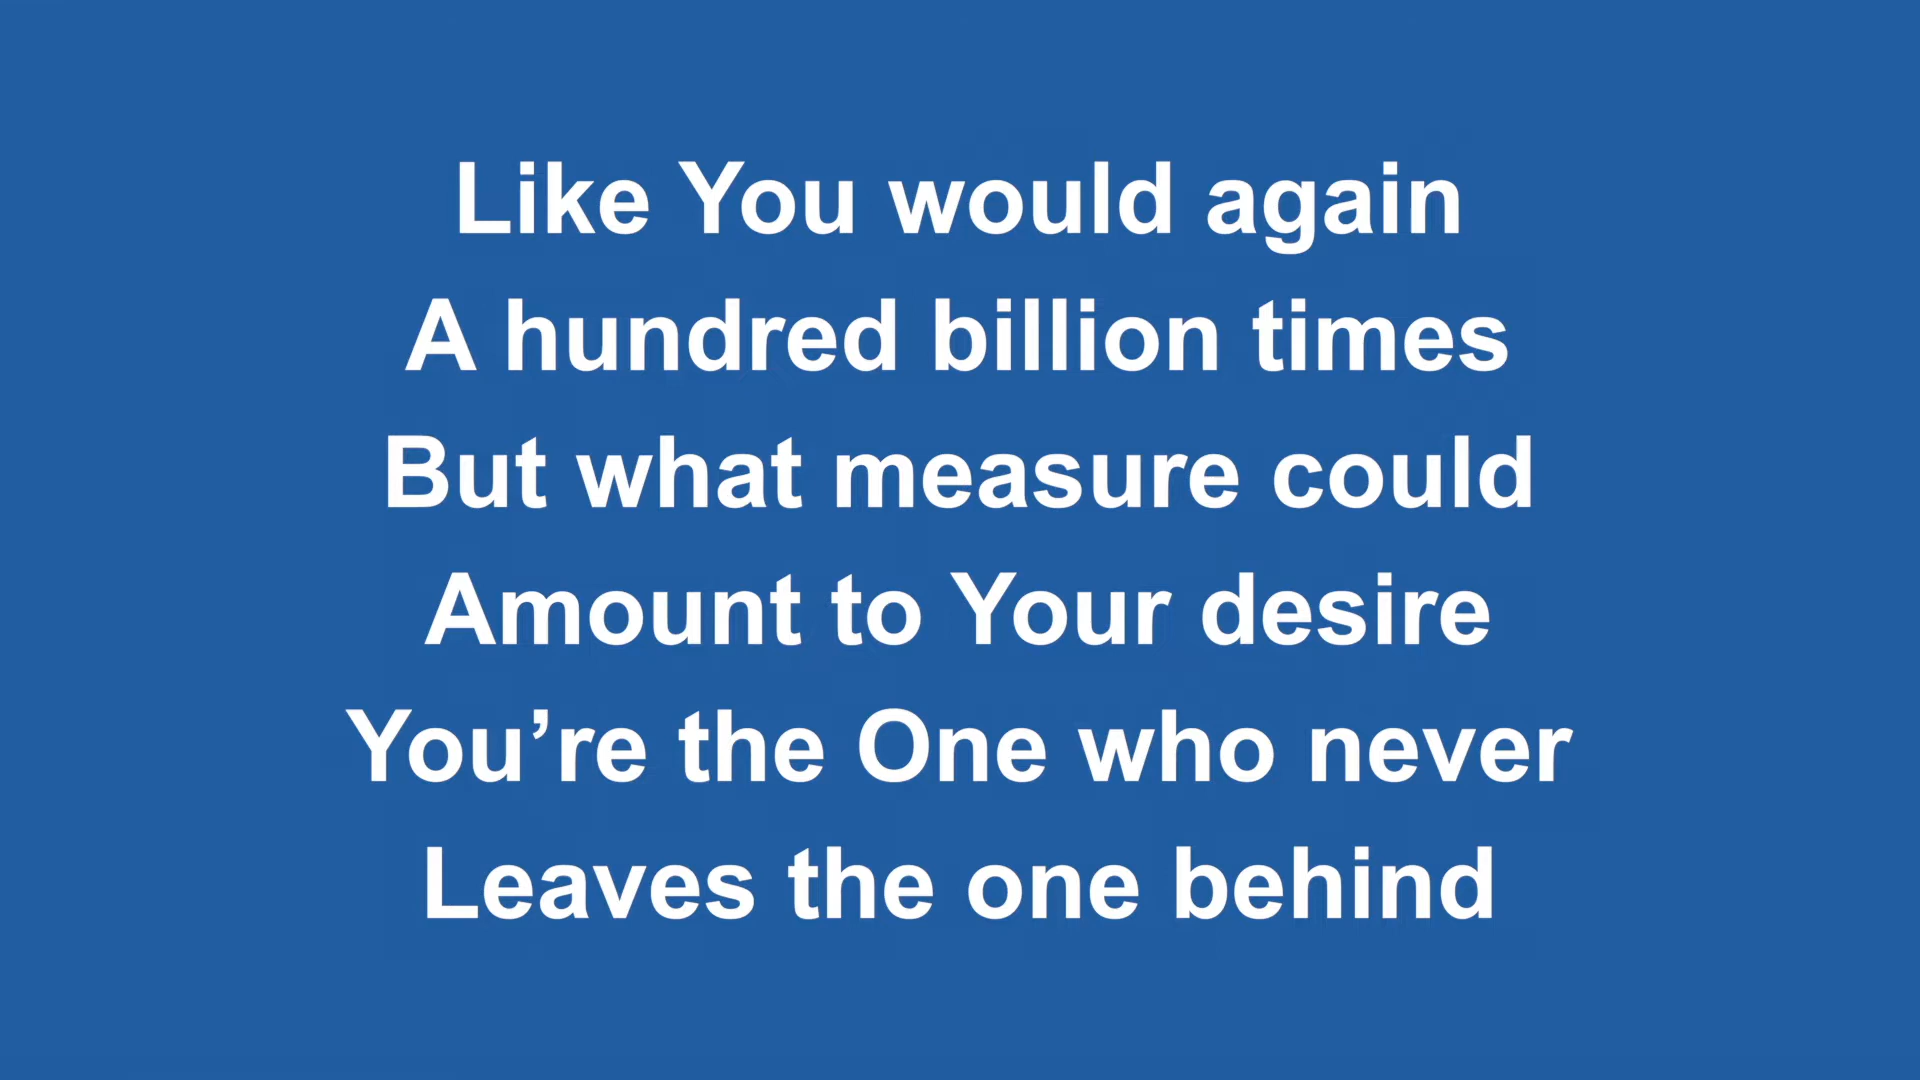 Like You would again
A hundred billion times
But what measure could
Amount to Your desire
You’re the One who never
Leaves the one behind